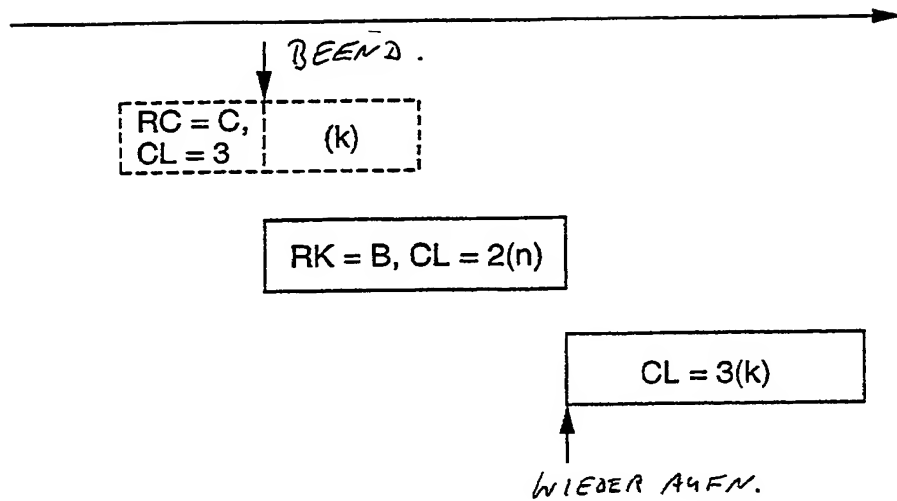 BEEND.
RC = C,
CL = 3
(k)
RK = B, CL = 2(n)
CL = 3(k)
WIEDER AUFN.